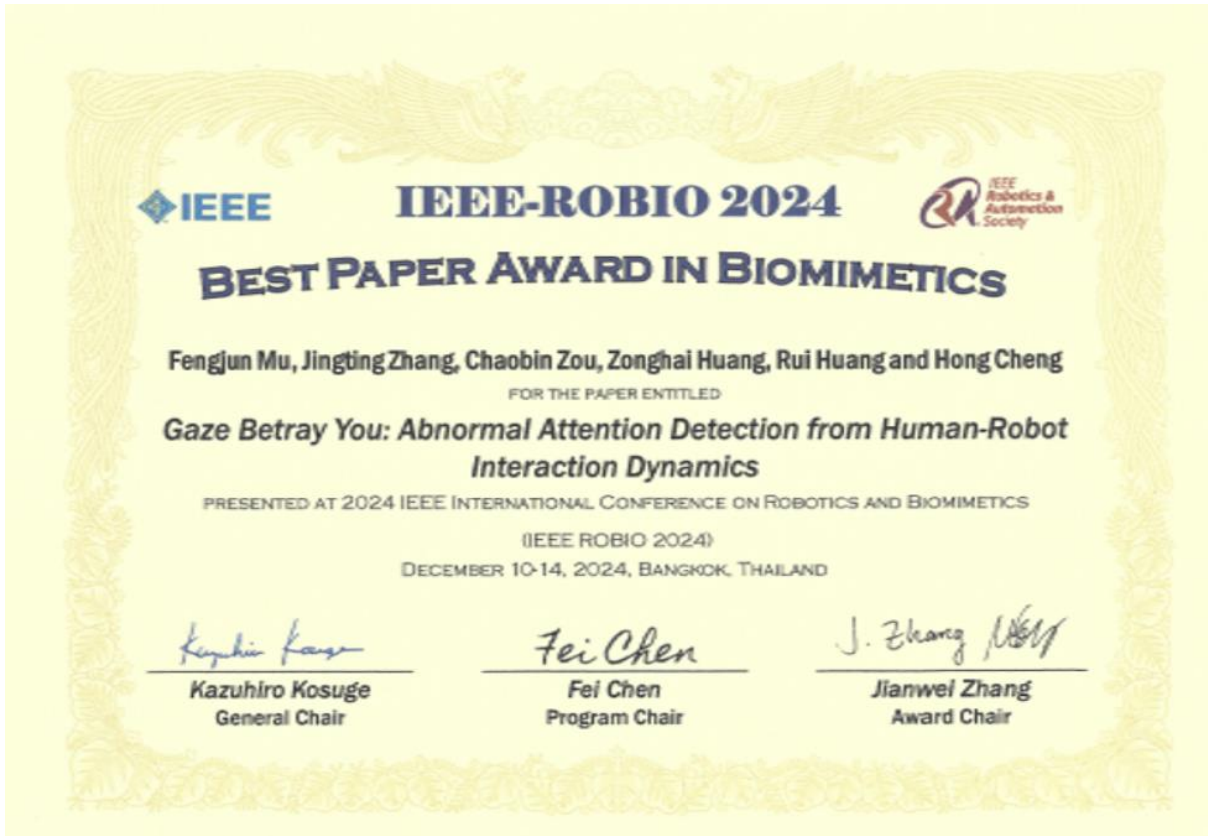 IEEE
IEEE-ROBIO 2024
IEEE
Robotics &
Automation
Society
BEST PAPER AWARD IN BIOMIMETICS
Fengjun Mu, Jingting Zhang, Chaobin Zou, Zonghai Huang, Rui Huang and Hong Cheng
FOR THE PAPER ENTITLED
Gaze Betray You: Abnormal Attention Detection from Human-Robot
Interaction Dynamics
PRESENTED AT 2024 IEEE INTERNATIONAL CONFERENCE ON ROBOTICS AND BIOMIMETICS
(IEEE ROBIO 2024)
DECEMBER 10-14, 2024, BANGKOK, THAILAND
Fei Chen
J. Zhang
Kazuhiro Kosuge
Fei Chen
Jianwei Zhang
General Chair
Program Chair
Award Chair